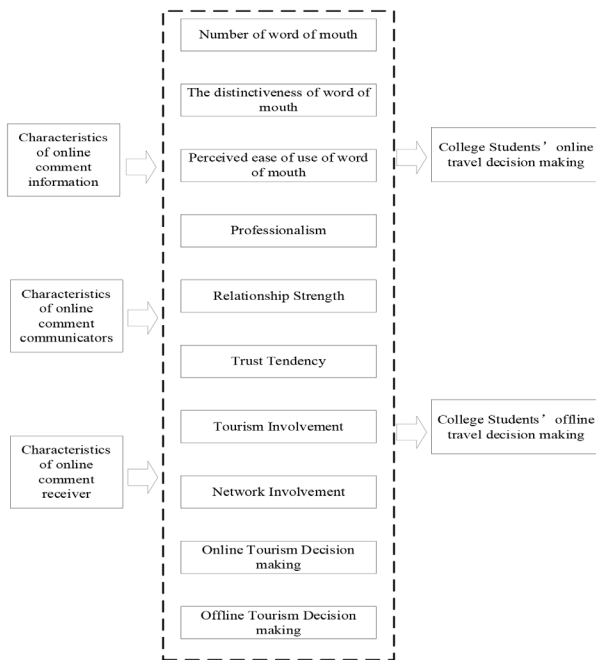 Number of word of mouth
The distinctiveness of word of
mouth
Characteristics
of online
comment
information
Perceived ease of use of word
of mouth
College Students’ online
travel decision making
Professionalism
Characteristics
of online
comment
communicators
Relationship Strength
Trust Tendency
Tourism Involvement
College Students’ offline
travel decision making
Characteristics
of online
comment
receiver
Network Involvement
Online Tourism Decision
making
Offline Tourism Decision
making